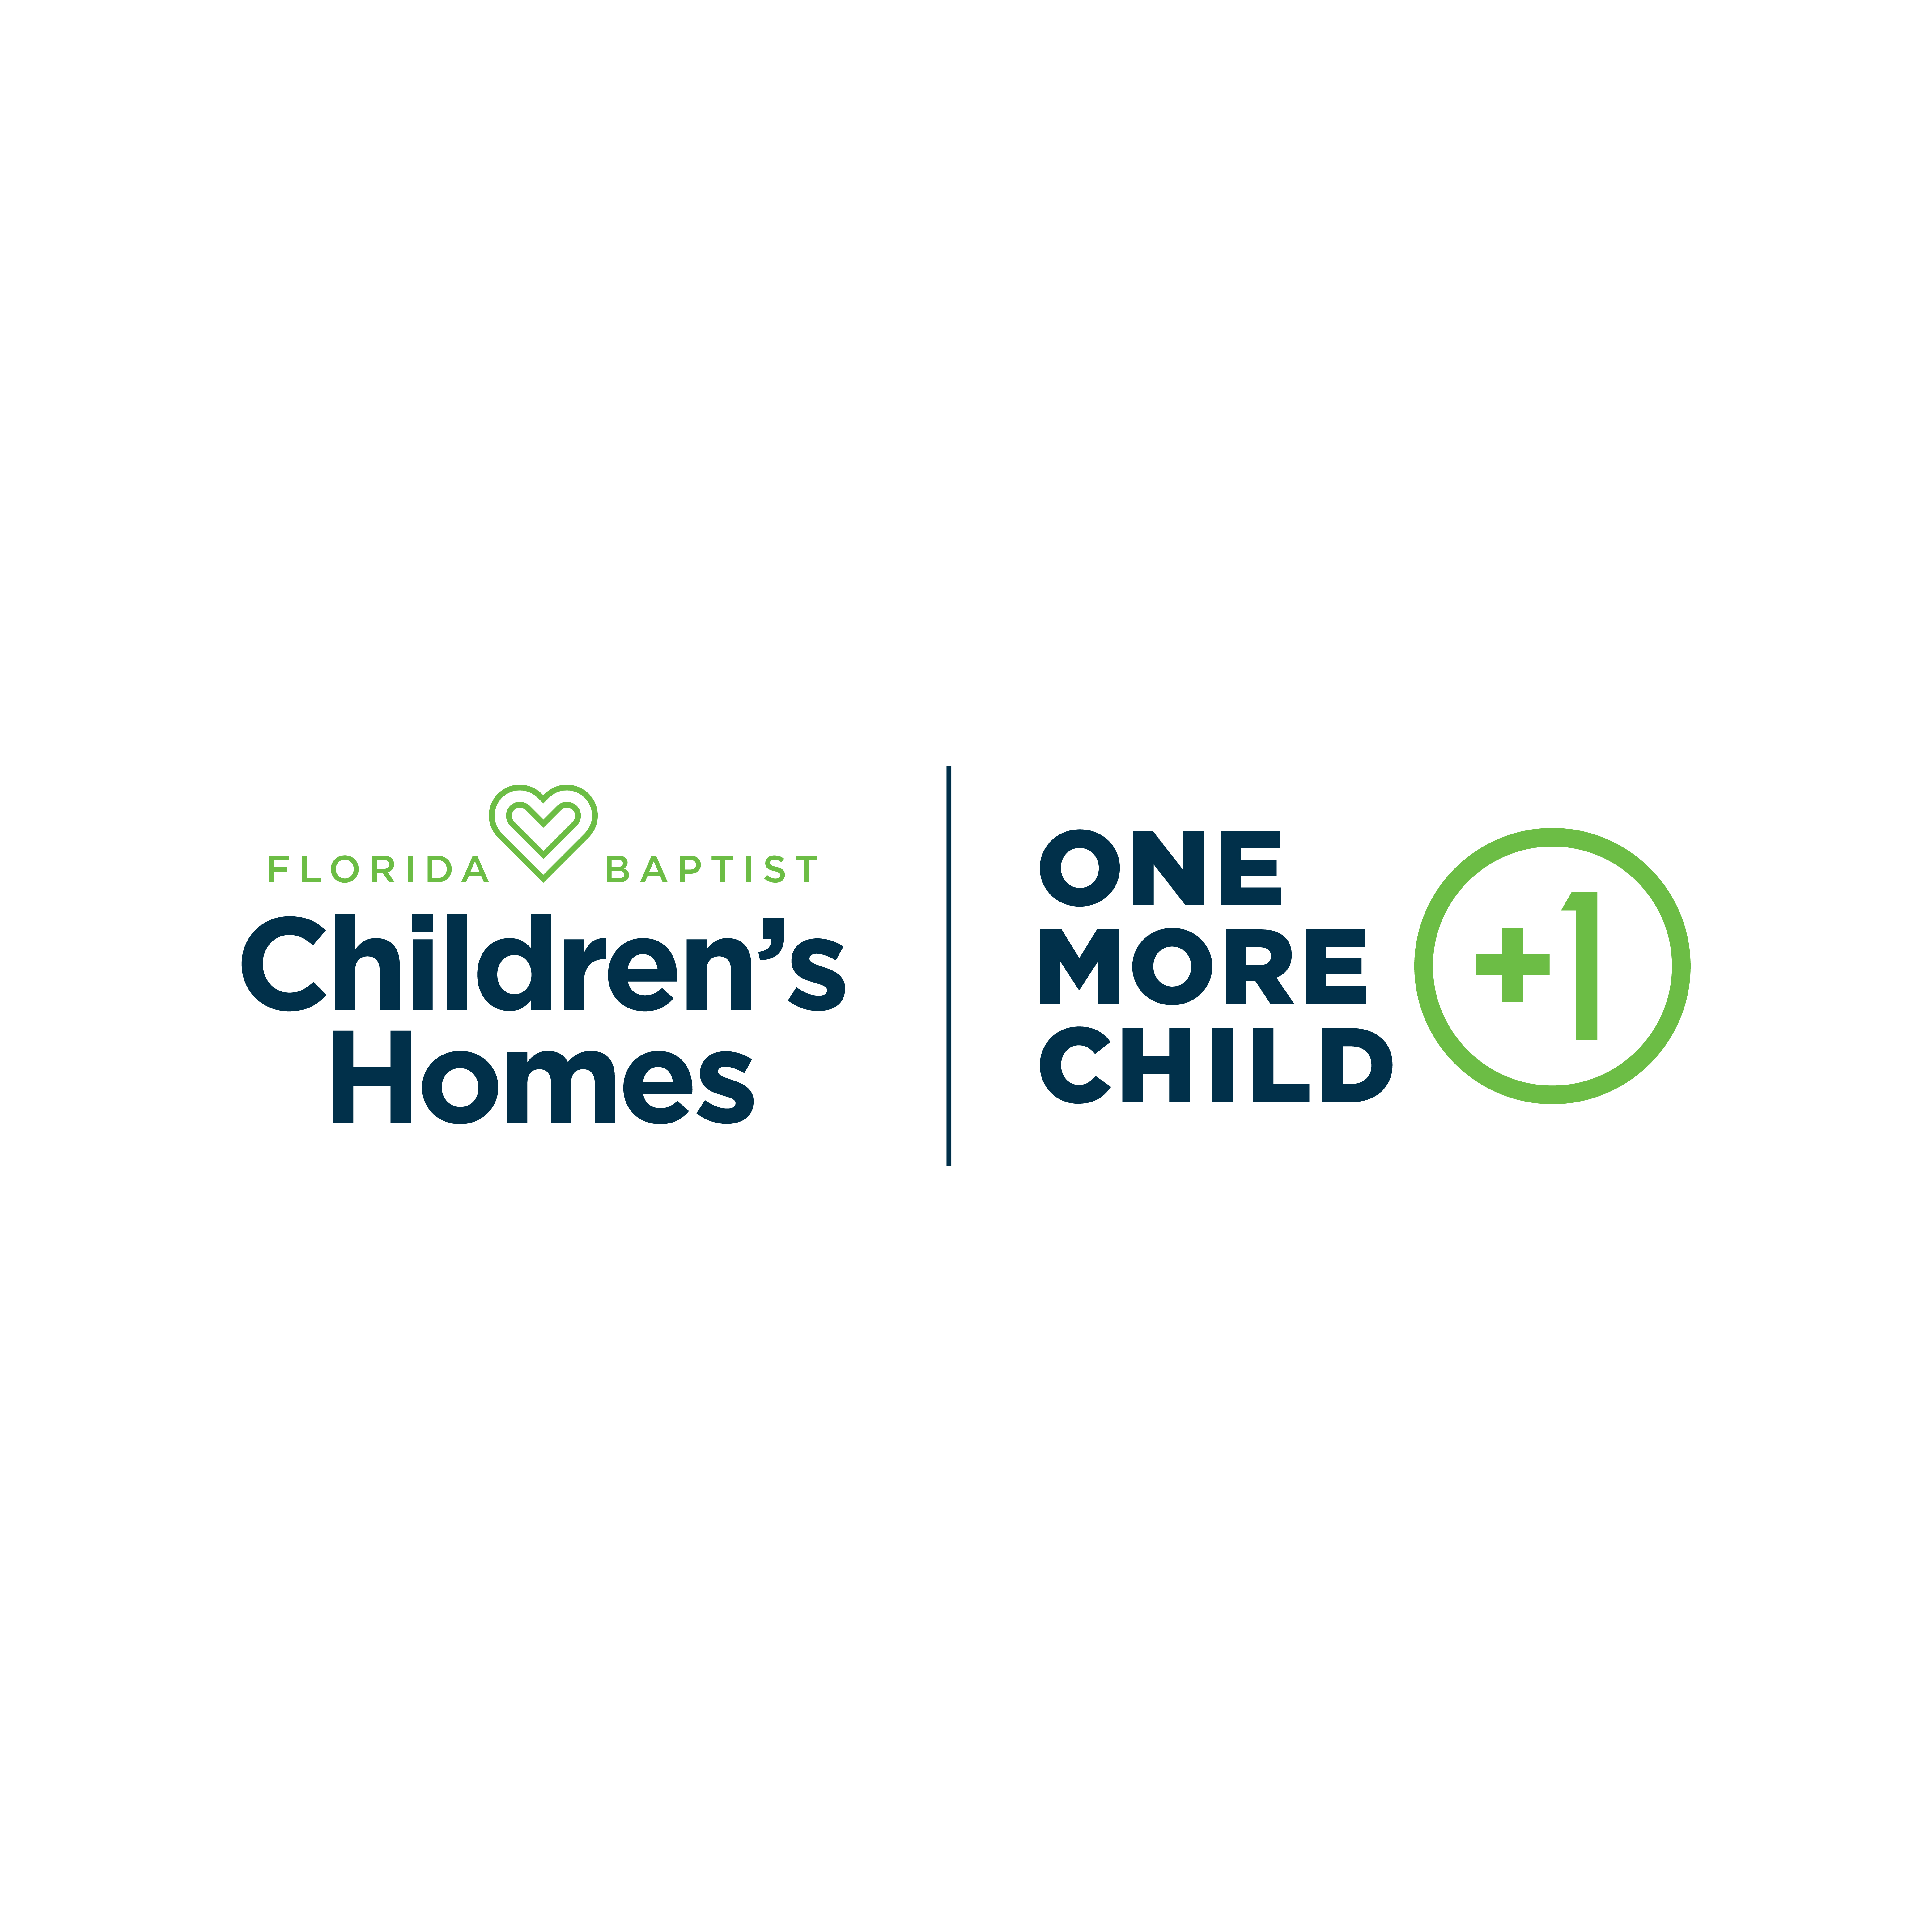 FLORIDA BAPTIST
Children’s
Homes
ONE
MORE
CHILD
+1